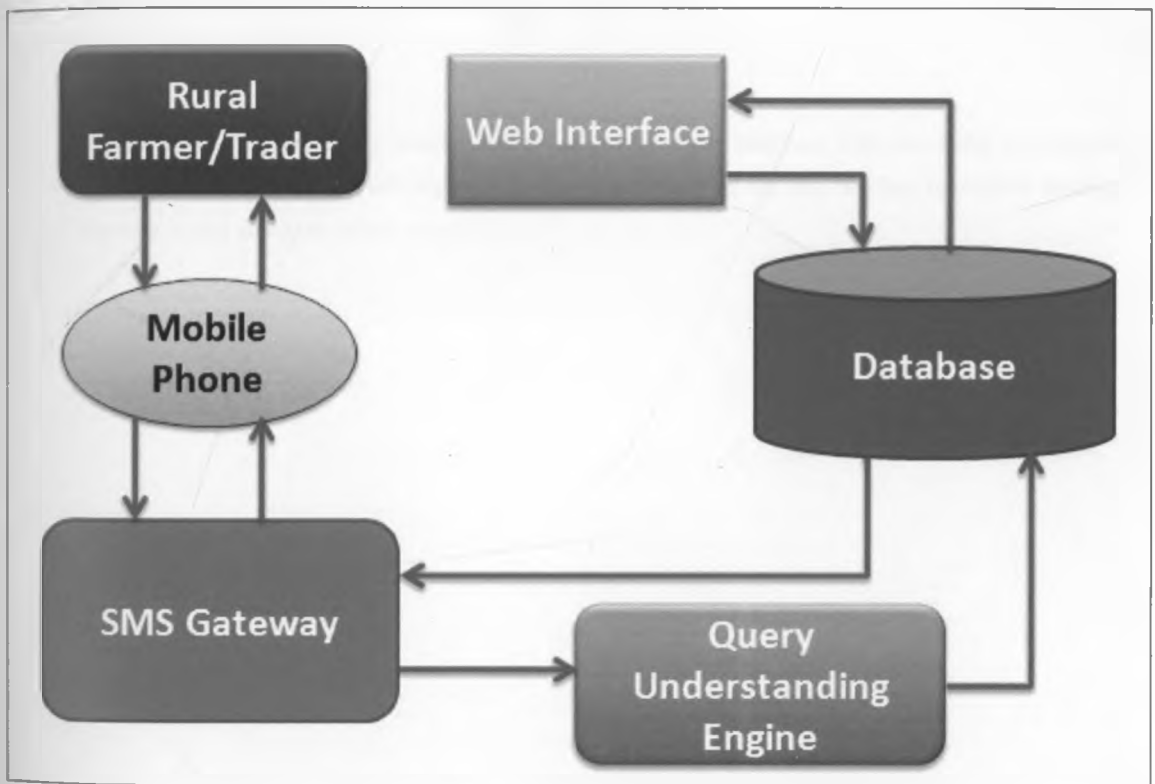 Rural
Farmer/Trader
Web Interface
Mobile
Phone
Database
SMS Gateway
Query
Understanding
Engine